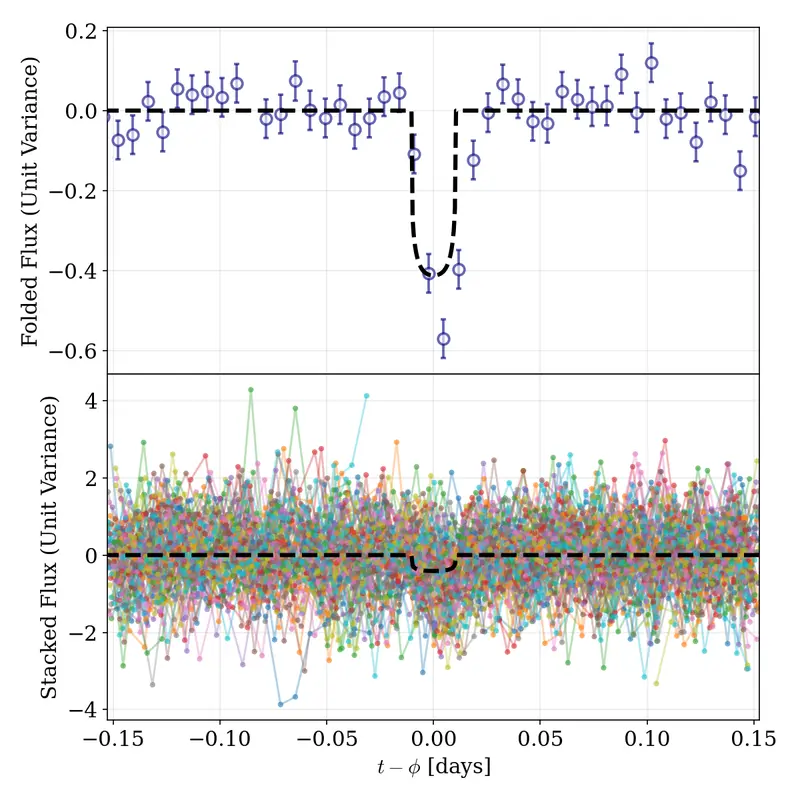 0.2
0.0
−0.2
−0.4
−0.6
Folded Flux (Unit Variance)
4
2
0
−2
−4
Stacked Flux (Unit Variance)
−0.15 −0.10 −0.05 0.00 0.05 0.10 0.15
t − ϕ [days]